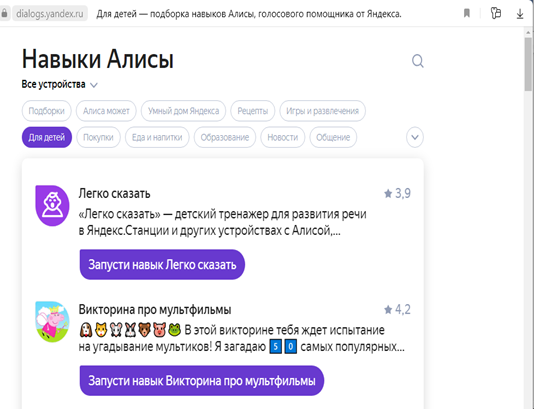 dialogs.yandex.ru Для детей — подборка навыков Алисы, голосового помощника от Яндекса.
Навыки Алисы
Все устройства
Подборки Алиса может Умный дом Яндекса Рецепты Игры и развлечения
Для детей Покупки Еда и напитки Образование Новости Общение
Легко сказать 3,9
«Легко сказать» — детский тренажер для развития речи
в Яндекс.Станции и других устройствах с Алисой,...
Запусти навык Легко сказать
Викторина про мультфильмы 4,2
В этой викторине тебя ждет испытание
на угадывание мультиков! Я загадаю 5 0 самых популярных...
Запусти навык Викторина про мультфильмы